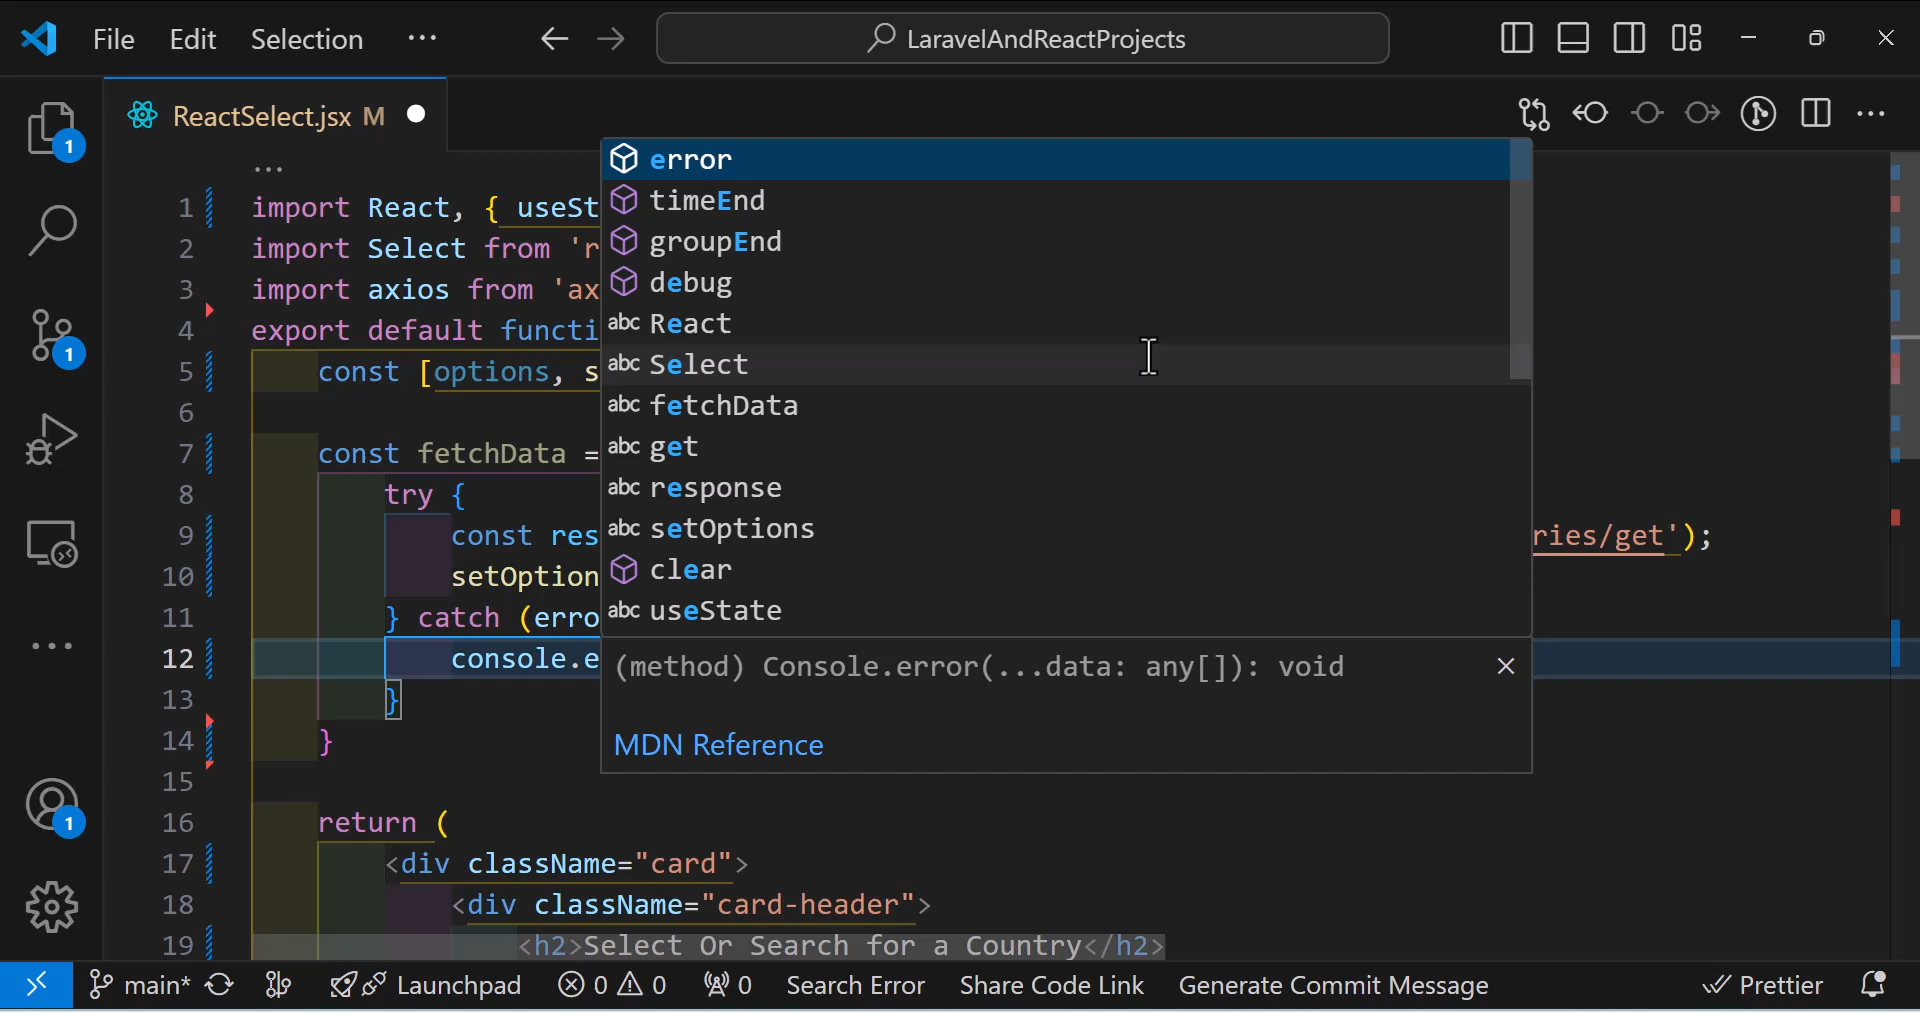 File Edit Selection ··· LaravelAndReactProjects
ReactSelect.jsx M
...
1 import React, { useSt
2 import Select from 'r
3 import axios from 'ax
4 export default functi
5 const [options, s
6
7 const fetchData =
8 try {
9 const res ries/get');
10 setOption
11 } catch (erro
12 console.e
13 }
14 }
15
16 return (
17 <div className="card">
18 <div className="card-header">
19 <h2>Select Or Search for a Country</h2>
error
timeEnd
groupEnd
debug
abc React
abc Select
abc fetchData
abc get
abc response
abc setOptions
clear
abc useState
(method) Console.error(...data: any[]): void
MDN Reference
1
1
1
main* Launchpad 0 0 0 Search Error Share Code Link Generate Commit Message Prettier